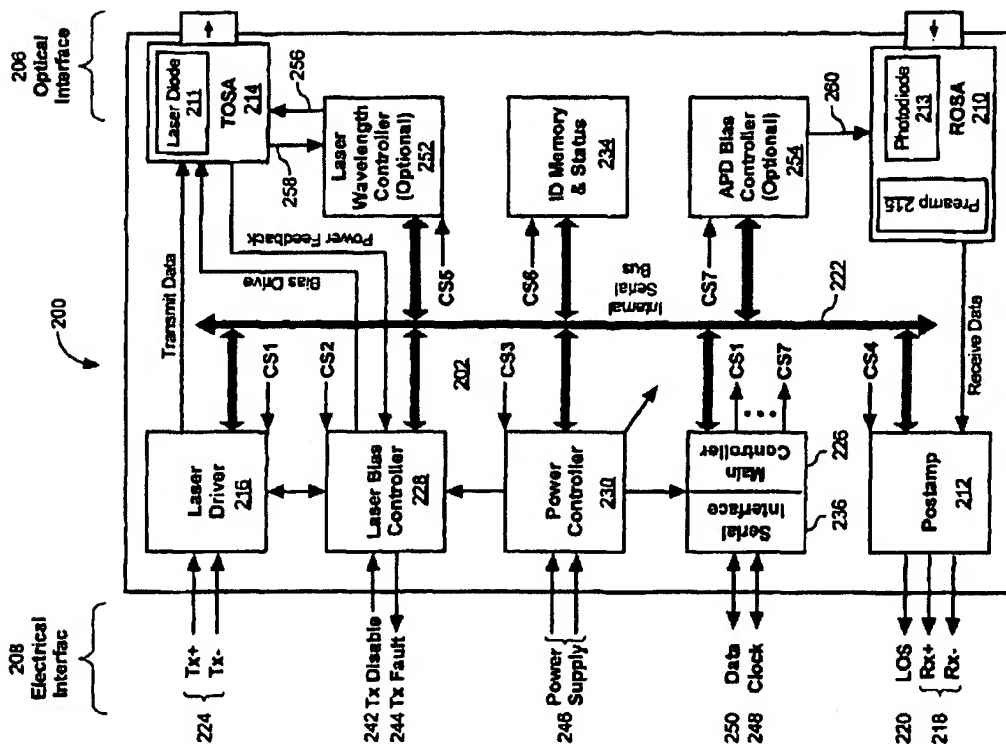 200
208
Electrical
Interfac
206
Optical
Interface
224
Tx+
Tx-
Laser
Driver
216
CS1
Transmit Data
Laser Diode
211
TOSA
214
242 Tx Disable
244 Tx Fault
Laser Bias
Controller
228
CS2
Bias Drive
Power Feedback
258
256
Laser
Wavelength
Controller
(Optional)
252
CS5
202
246
Power
Supply
Power
Controller
230
CS3
Internal
Serial
Bus
CS6
ID Memory
& Status
234
250 Data
248 Clock
Serial
Interface
Main
Controller
236
226
CS1
CS7
222
CS7
APD Bias
Controller
(Optional)
254
260
220 LOS
218
Rx+
Rx-
Postamp
212
CS4
Receive Data
Preamp 215
Photodiode
213
ROSA
210